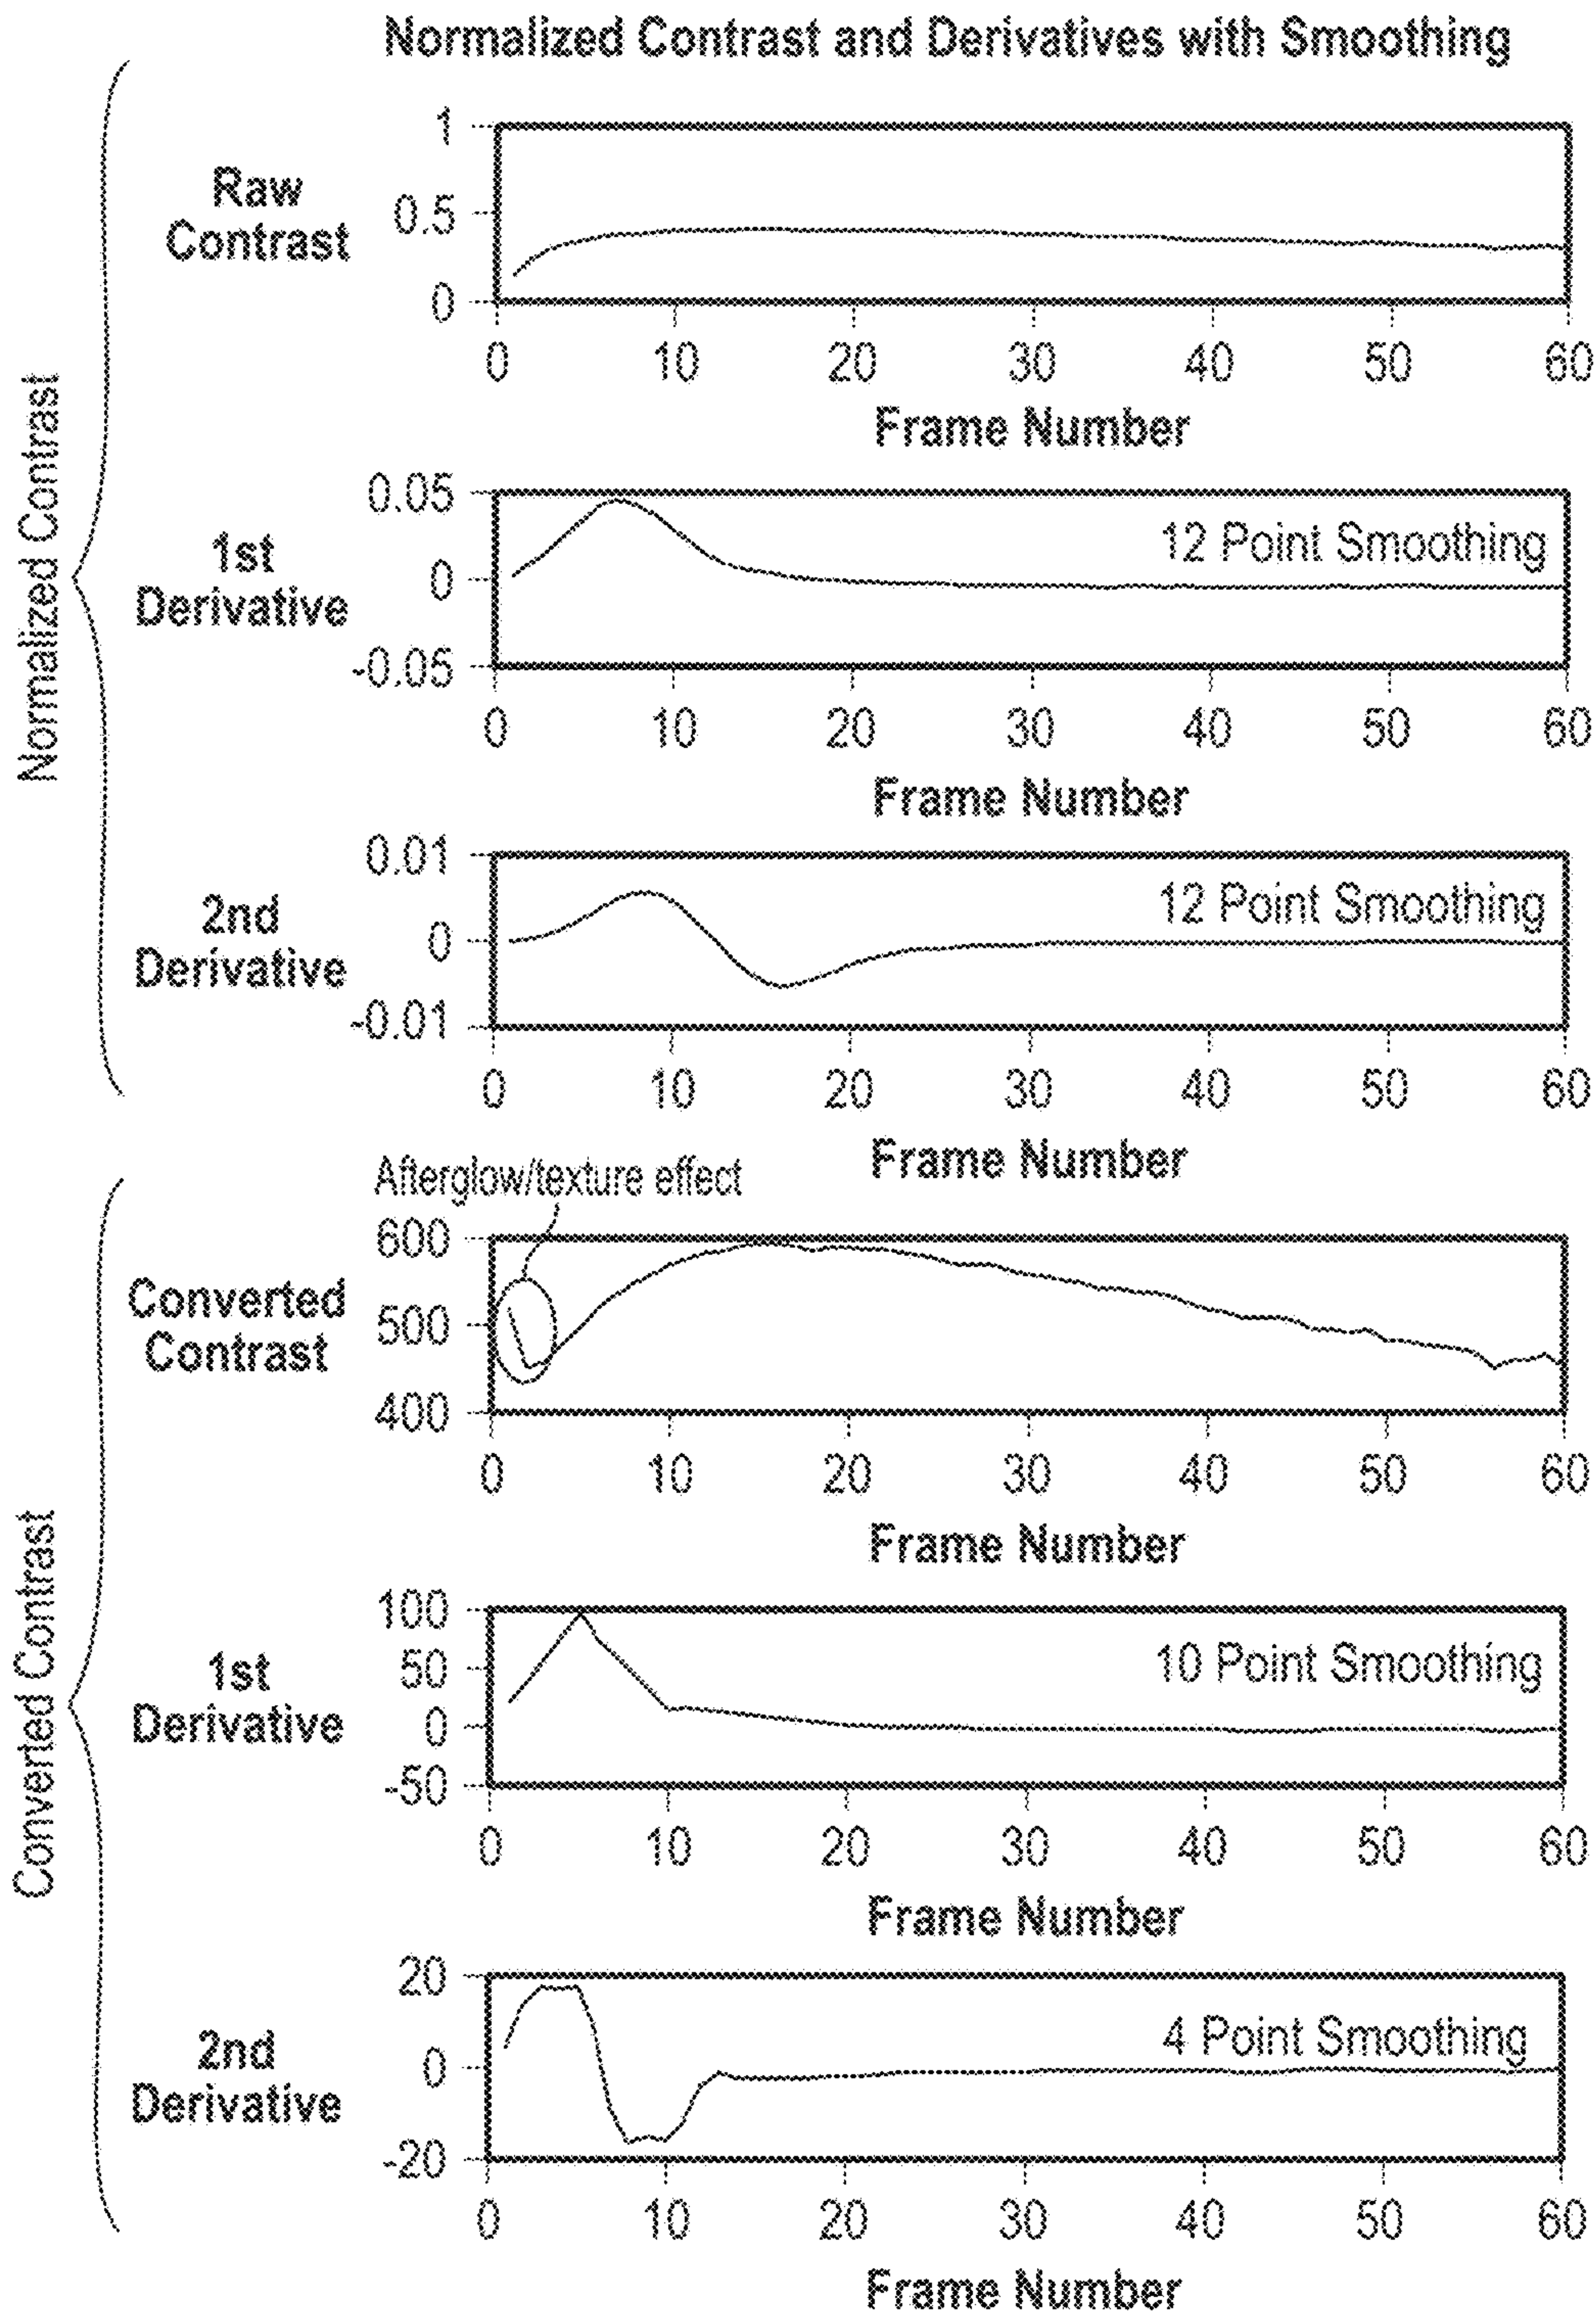 Normalized Contrast and Derivatives with Smoothing
Normalized Contrast
Raw
Contrast
1
0.5
0
0 10 20 30 40 50 60
Frame Number
1st
Derivative
0.05
0
-0.05
12 Point Smoothing
0 10 20 30 40 50 60
Frame Number
2nd
Derivative
0.01
0
-0.01
12 Point Smoothing
0 10 20 30 40 50 60
Frame Number
Converted Contrast
Afterglow/texture effect
Converted
Contrast
600
500
400
0 10 20 30 40 50 60
Frame Number
1st
Derivative
100
50
0
-50
10 Point Smoothing
0 10 20 30 40 50 60
Frame Number
2nd
Derivative
20
0
-20
4 Point Smoothing
0 10 20 30 40 50 60
Frame Number